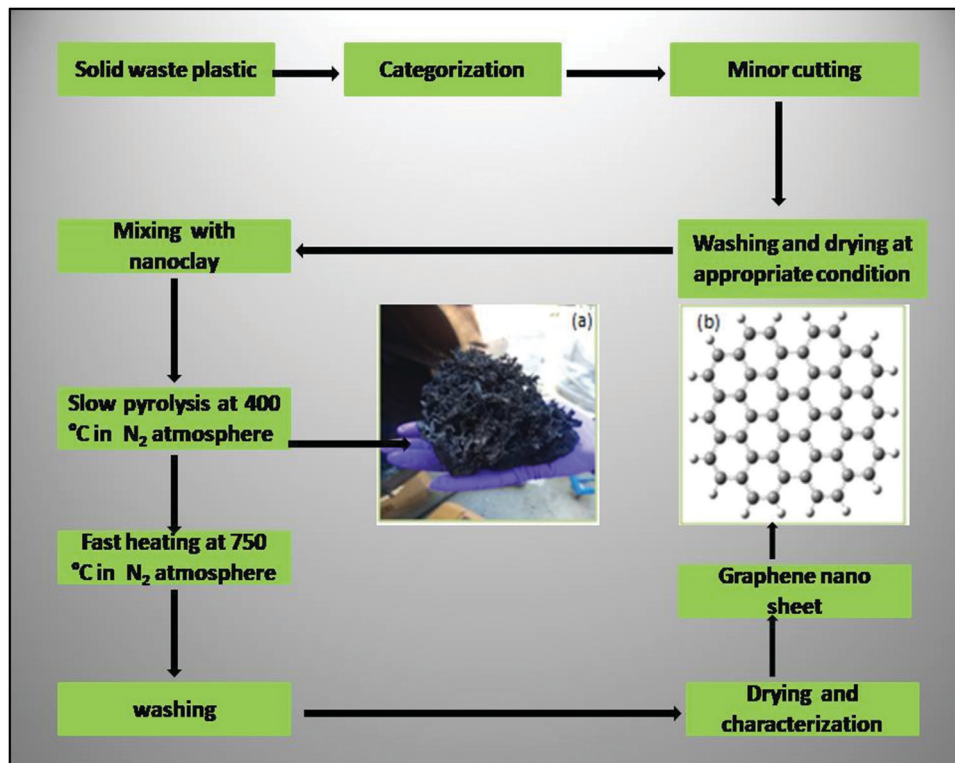 Solid waste plastic
Categorization
Minor cutting
Washing and drying at
appropriate condition
Mixing with
nanoclay
Slow pyrolysis at 400
°C in N₂ atmosphere
(a)
(b)
Fast heating at 750
°C in N₂ atmosphere
washing
Drying and
characterization
Graphene nano
sheet